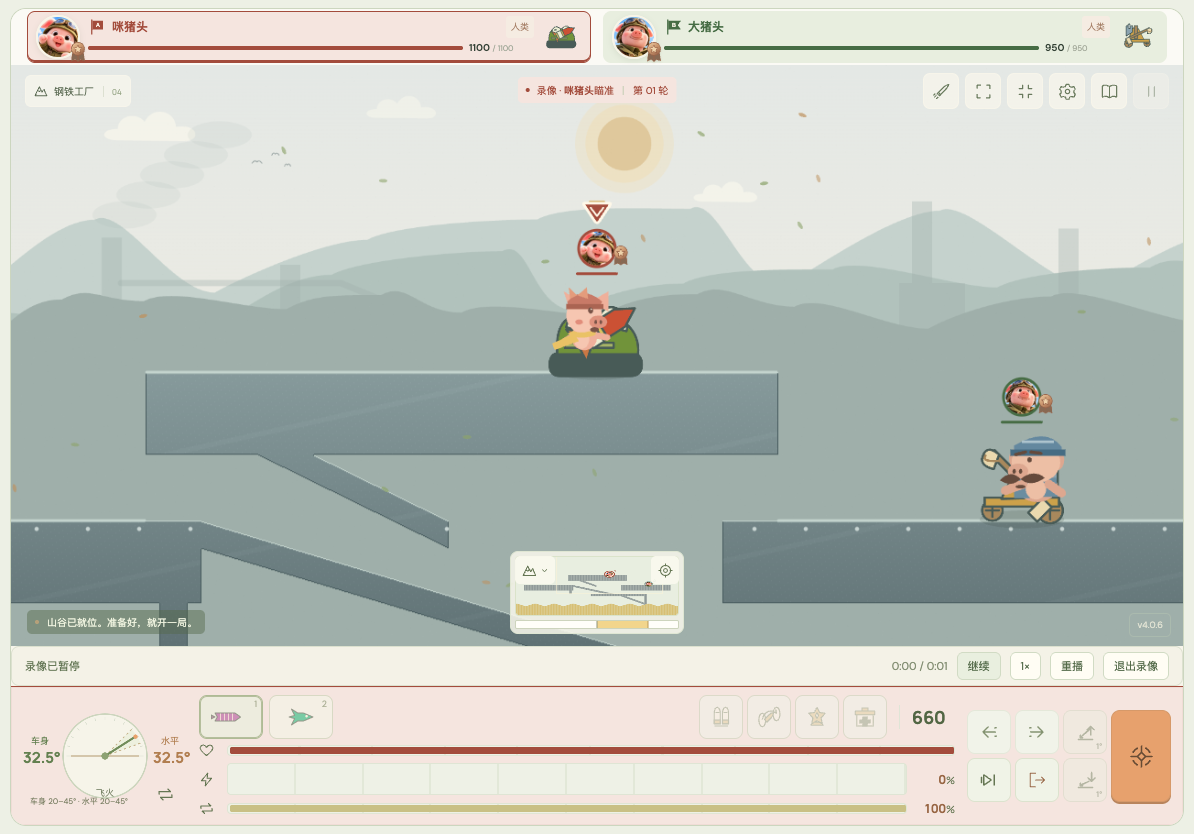 咪猪头
人类
1100 / 1100
大猪头
人类
950 / 950
钢铁工厂 04
录像 · 咪猪头瞄准 第 01 轮
山谷已就位。准备好，就开一局。
v4.0.6
录像已暂停
0:00 / 0:01
继续
1×
重播
退出录像
1
2
660
车身
32.5°
水平
32.5°
飞火
车身 20–45° · 水平 20–45°
0%
100%
1°
1°